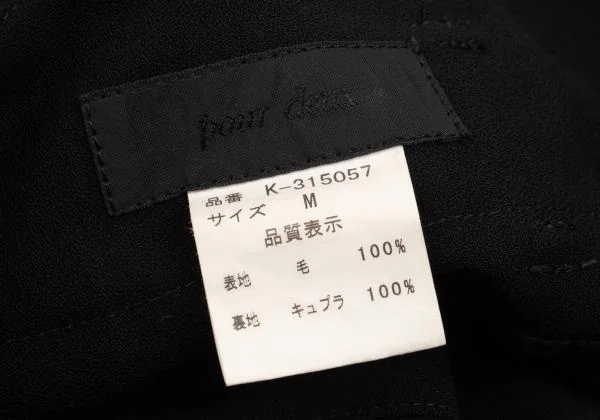 pour deux
品番 K-315057
サイズ M
品質表示
表地 毛 100%
裏地 キュプラ 100%